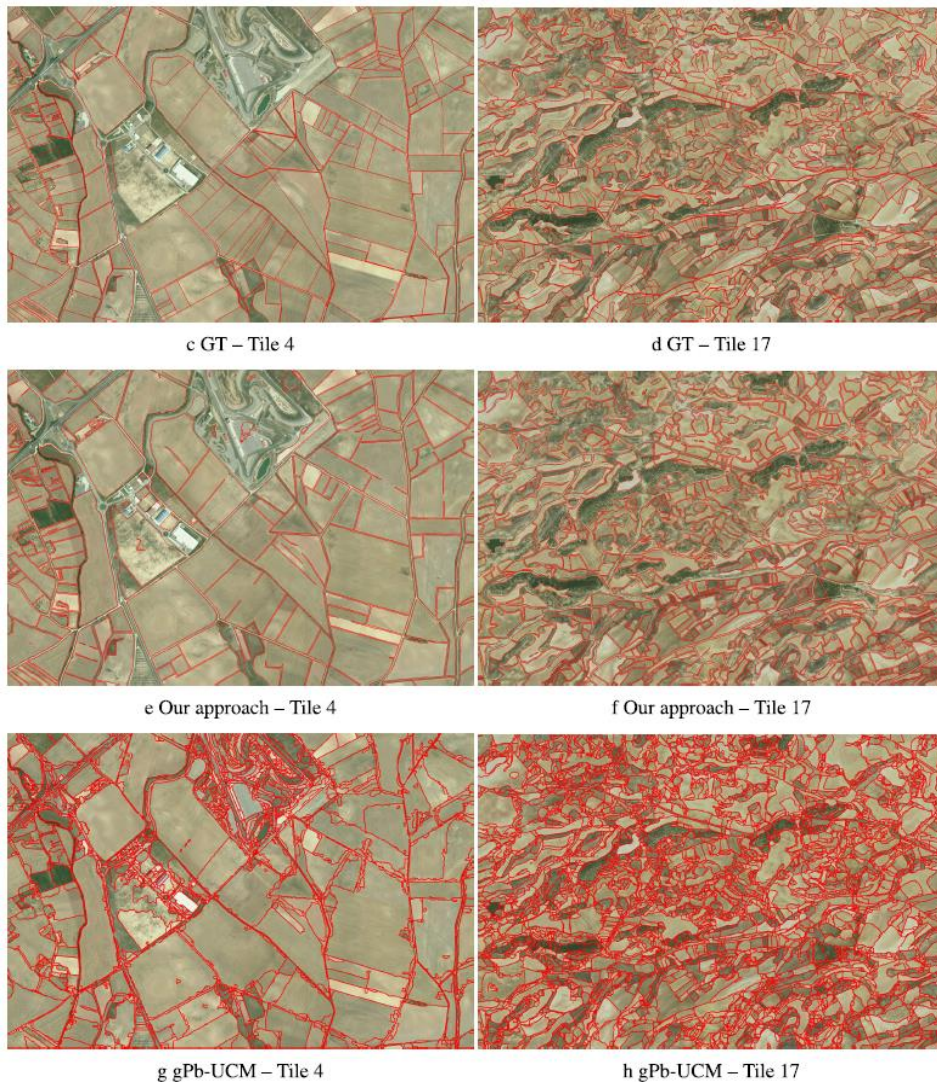 c GT – Tile 4
d GT – Tile 17
e Our approach – Tile 4
f Our approach – Tile 17
g gPb-UCM – Tile 4
h gPb-UCM – Tile 17